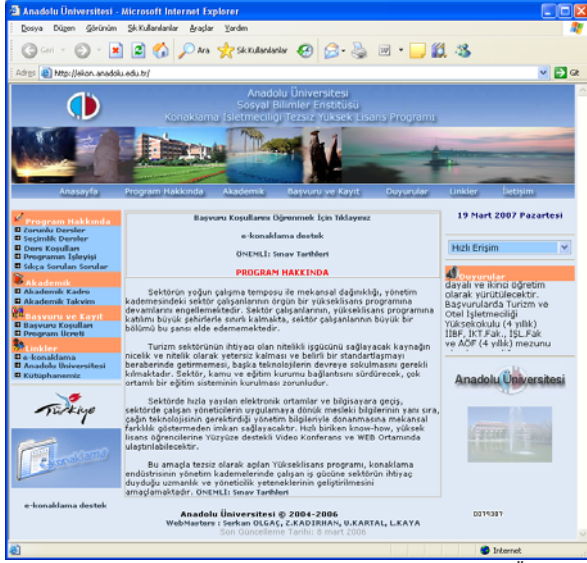 Anadolu Üniversitesi - Microsoft Internet Explorer
Dosya Düzen Görünüm Sık Kullanılanlar Araçlar Yardım
Geri Ara Sık Kullanılanlar
Adres http://ekon.anadolu.edu.tr/ Git
Anadolu Üniversitesi
Sosyal Bilimler Enstitüsü
Konaklama İşletmeciliği Tezsiz Yüksek Lisans Programı
Anasayfa Program Hakkında Akademik Başvuru ve Kayıt Duyurular Linkler İletişim
Program Hakkında
Zorunlu Dersler
Seçimlik Dersler
Ders Koşulları
Programın İşleyişi
Sıkça Sorulan Sorular
Akademik
Akademik Kadro
Akademik Takvim
Başvuru ve Kayıt
Başvuru Koşulları
Program Ücreti
Linkler
e-konaklama
Anadolu Üniversitesi
Kütüphanemiz
Türkiye
e-konaklama
e-konaklama destek
Başvuru Koşullarını Öğrenmek İçin Tıklayınız
e-konaklama destek
ÖNEMLİ: Sınav Tarihleri
PROGRAM HAKKINDA
Sektörün yoğun çalışma temposu ile mekansal dağınıklığı, yönetim
kademesindeki sektör çalışanlarının örgün bir yükseklisans programına
devamlarını engellemektedir. Sektör çalışanlarının, yükseklisans programına
katılımı büyük şehirlerle sınırlı kalmakta, sektör çalışanlarının büyük bir
bölümü bu şansı elde edememektedir.
Turizm sektörünün ihtiyacı olan nitelikli işgücünü sağlayacak kaynağın
nicelik ve nitelik olarak yetersiz kalması ve belirli bir standartlaşmayı
beraberinde getirmemesi, başka teknolojilerin devreye sokulmasını gerekli
kılmaktadır. Sektör, kamu ve eğitim kurumu bağlantısını sürdürecek, çok
ortamlı bir eğitim sisteminin kurulması zorunludur.
Sektörde hızla yayılan elektronik ortamlar ve bilgisayara geçiş,
sektörde çalışan yöneticilerin uygulamaya dönük mesleki bilgilerinin yanı sıra,
çağın teknolojisinin gerektirdiği yönetim bilgileriyle donanmasına mekansal
farklılık göstermeden imkan sağlayacaktır. Hızlı biriken know-how, yüksek
lisans öğrencilerine Yüzyüze destekli Video Konferans ve WEB Ortamında
ulaştırılabilecektir.
Bu amaçla tezsiz olarak açılan Yükseklisans programı, konaklama
endüstrisinin yönetim kademelerinde çalışan iş gücüne sektörün ihtiyaç
duyduğu uzmanlık ve yöneticilik yeteneklerinin geliştirilmesini
amaçlamaktadır. ÖNEMLİ: Sınav Tarihleri
Anadolu Üniversitesi © 2004-2006
WebMasters : Serkan OLGAÇ, Z.KADIRHAN, U.KARTAL, L.KAYA
Son Güncelleme Tarihi: 8 mart 2006
19 Mart 2007 Pazartesi
Hızlı Erişim
Duyurular
dayalı ve ikinci öğretim
olarak yürütülecektir.
Başvurularda Turizm ve
Otel İşletmeciliği
Yüksekokulu (4 yıllık)
İİBF, İKT.Fak., İŞL.Fak
ve AÖF (4 yıllık) mezunu
Anadolu Üniversitesi
Internet